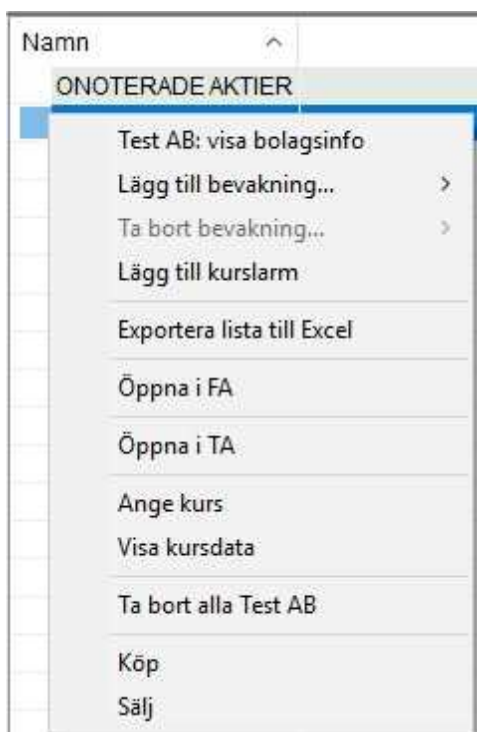 Namn
ONOTERADE AKTIER
Test AB: visa bolagsinfo
Lägg till bevakning...
Ta bort bevakning...
Lägg till kurslarm
Exportera lista till Excel
Öppna i FA
Öppna i TA
Ange kurs
Visa kursdata
Ta bort alla Test AB
Köp
Sälj